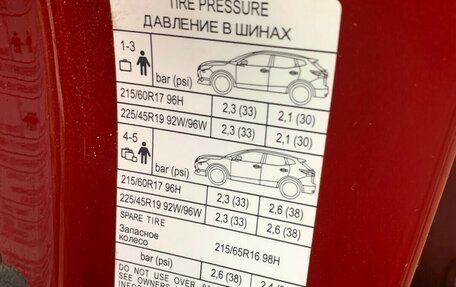 TIRE PRESSURE
ДАВЛЕНИЕ В ШИНАХ
1-3
bar (psi)
215/60R17 96H 2,3 (33) 2,1 (30)
225/45R19 92W/96W 2,3 (33) 2,1 (30)
4-5
bar (psi)
215/60R17 96H 2,3 (33) 2,6 (38)
225/45R19 92W/96W 2,3 (33) 2,6 (38)
SPARE TIRE
Запасное
колесо
215/65R16 98H
bar (psi) 2,6 (38)
DO NOT USE OVER
SEE OWNERS